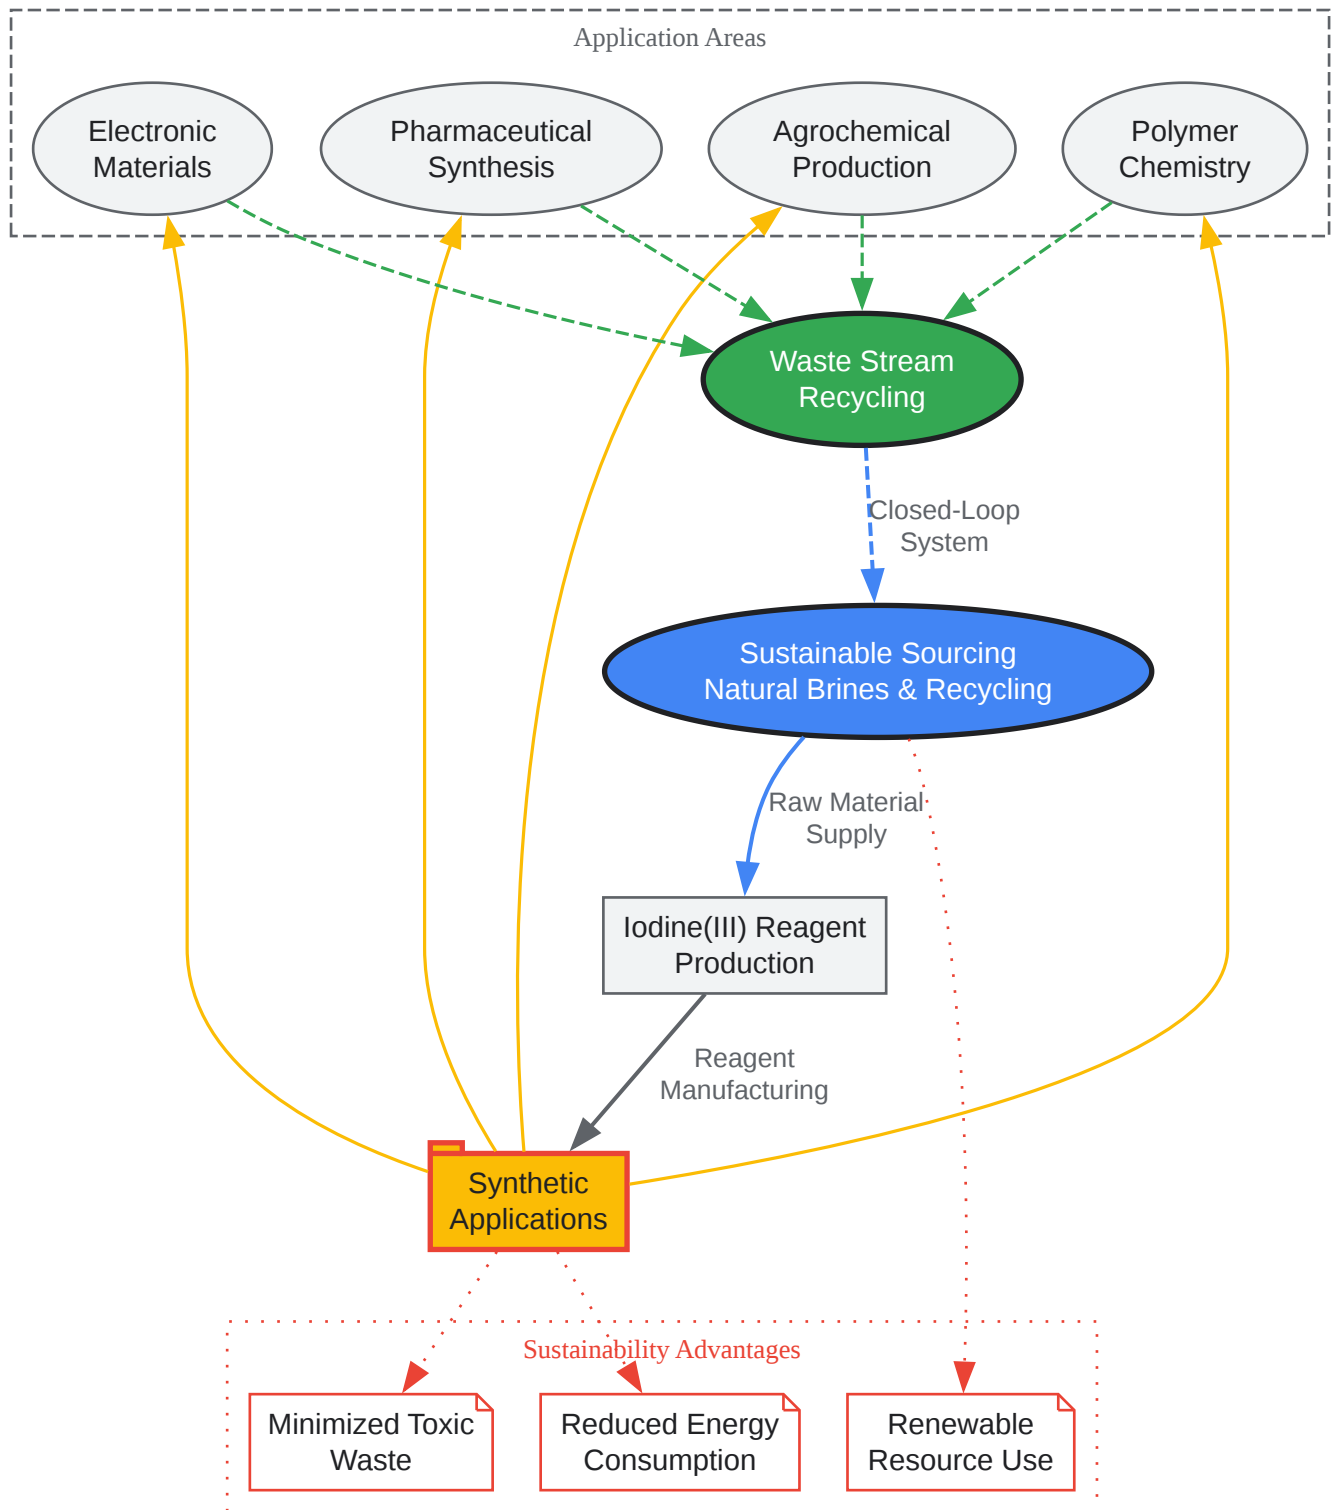 Application Areas
Electronic
Materials
Pharmaceutical
Synthesis
Agrochemical
Production
Polymer
Chemistry
Waste Stream
Recycling
Closed-Loop
System
Sustainable Sourcing
Natural Brines & Recycling
Raw Material
Supply
Iodine(III) Reagent
Production
Reagent
Manufacturing
Synthetic
Applications
Sustainability Advantages
Minimized Toxic
Waste
Reduced Energy
Consumption
Renewable
Resource Use